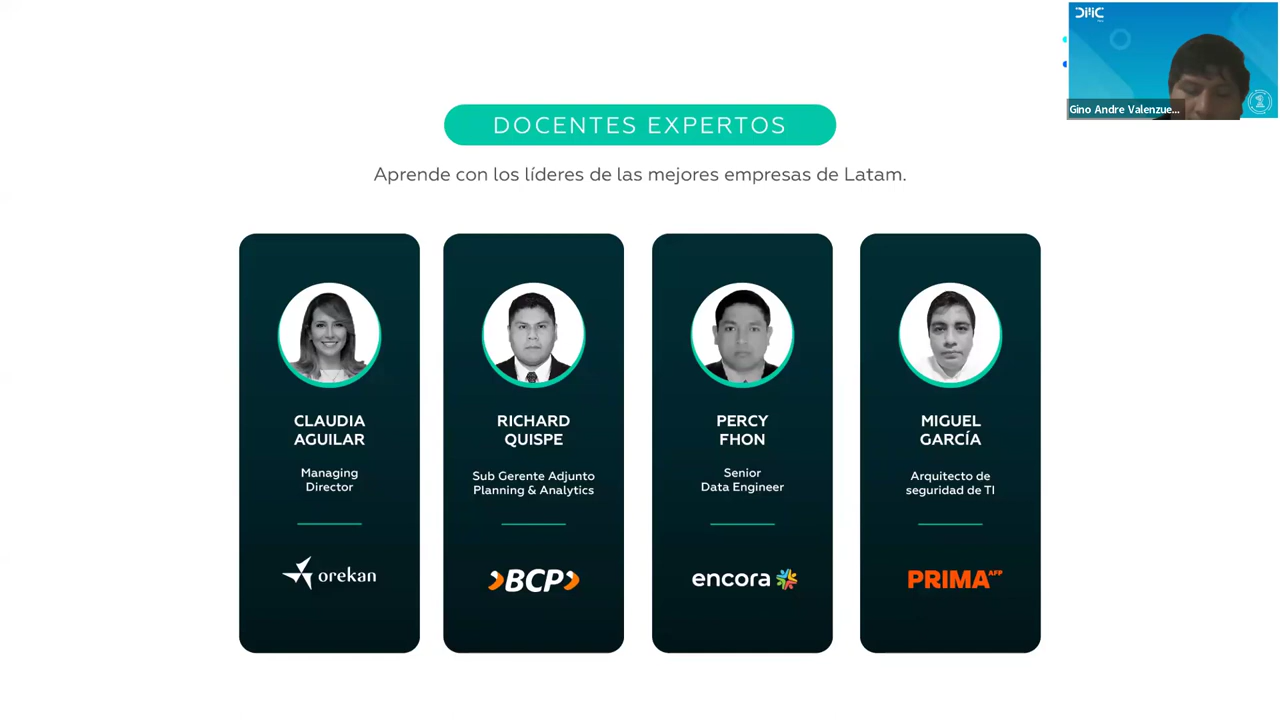 DMC
Gino Andre Valenzue...
DOCENTES EXPERTOS
Aprende con los líderes de las mejores empresas de Latam.
CLAUDIA
AGUILAR
Managing
Director
orekan
RICHARD
QUISPE
Sub Gerente Adjunto
Planning & Analytics
BCP
PERCY
FHON
Senior
Data Engineer
encora
MIGUEL
GARCÍA
Arquitecto de
seguridad de TI
PRIMA AFP